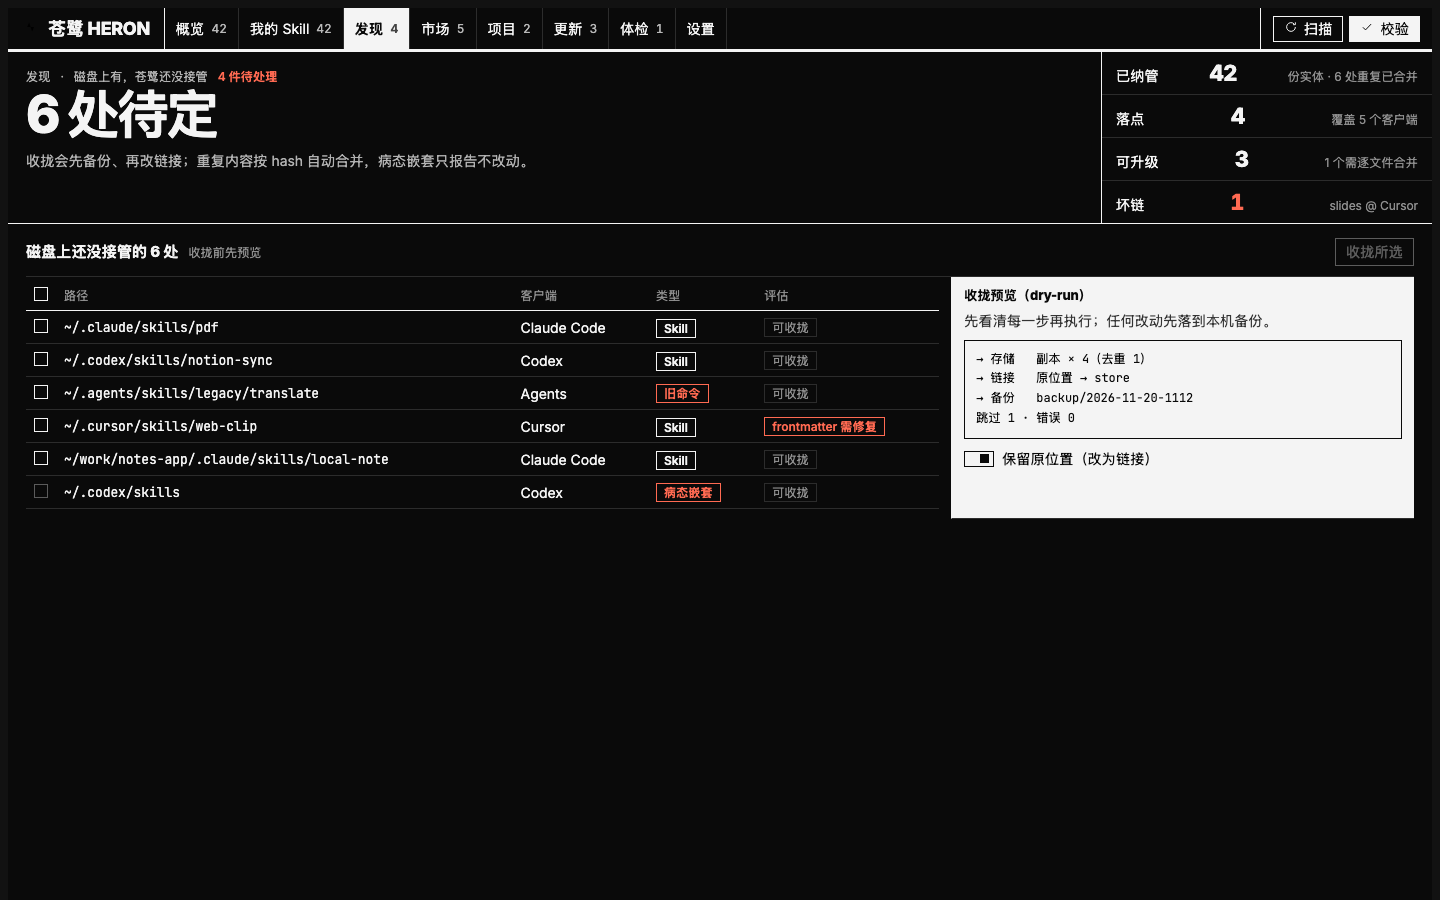 苍鹭 HERON 概览 42 我的 Skill 42 发现 4 市场 5 项目 2 更新 3 体检 1 设置 扫描 校验
发现 · 磁盘上有，苍鹭还没接管 4 件待处理
6 处待定
收拢会先备份、再改链接；重复内容按 hash 自动合并，病态嵌套只报告不改动。
已纳管 42 份实体 · 6 处重复已合并
落点 4 覆盖 5 个客户端
可升级 3 1 个需逐文件合并
坏链 1 slides @ Cursor
磁盘上还没接管的 6 处 收拢前先预览 收拢所选
路径 客户端 类型 评估
~/.claude/skills/pdf Claude Code Skill 可收拢
~/.codex/skills/notion-sync Codex Skill 可收拢
~/.agents/skills/legacy/translate Agents 旧命令 可收拢
~/.cursor/skills/web-clip Cursor Skill frontmatter 需修复
~/work/notes-app/.claude/skills/local-note Claude Code Skill 可收拢
~/.codex/skills Codex 病态嵌套 可收拢
收拢预览（dry-run）
先看清每一步再执行；任何改动先落到本机备份。
→ 存储 副本 × 4（去重 1）
→ 链接 原位置 → store
→ 备份 backup/2026-11-20-1112
跳过 1 · 错误 0
保留原位置（改为链接）